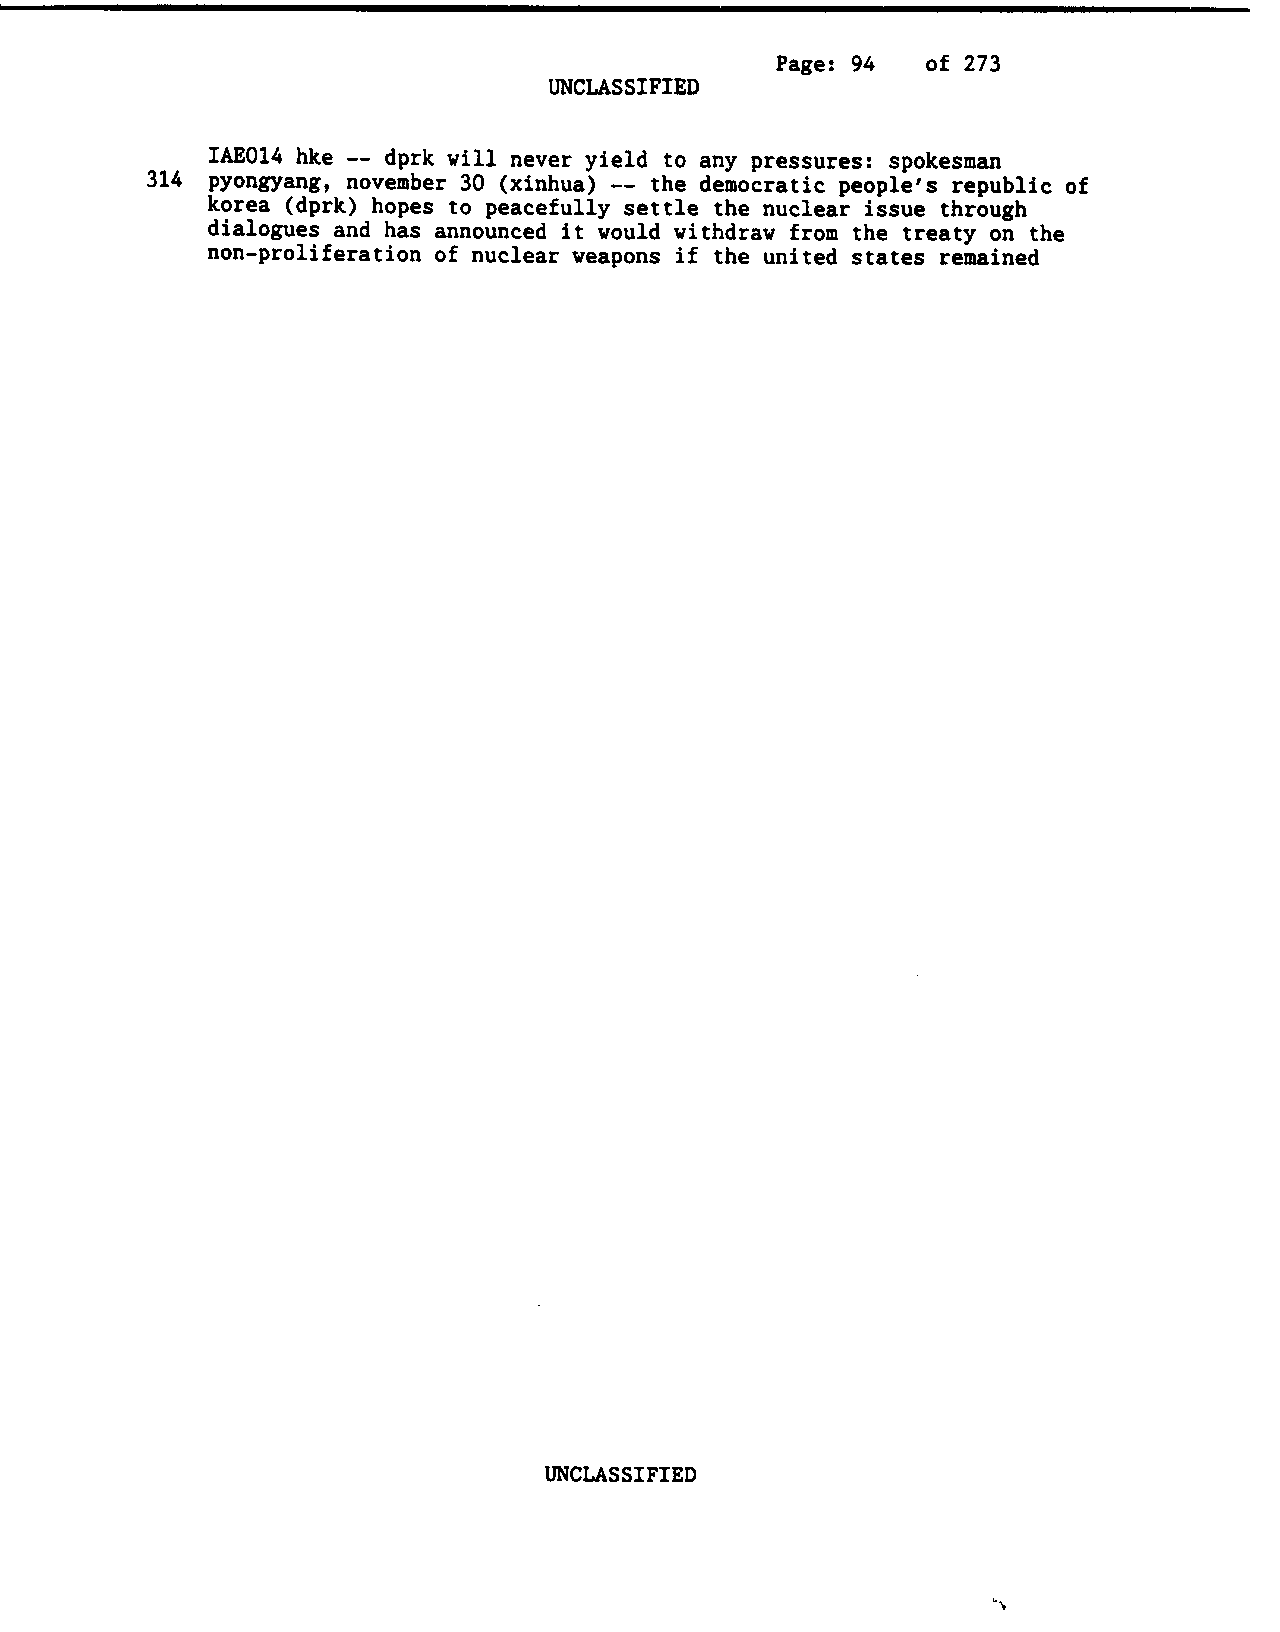 Page: 94 of 273
UNCLASSIFIED
IAE014 hke -- dprk will never yield to any pressures: spokesman
314 pyongyang, november 30 (xinhua) -- the democratic people's republic of
korea (dprk) hopes to peacefully settle the nuclear issue through
dialogues and has announced it would withdraw from the treaty on the
non-proliferation of nuclear weapons if the united states remained
UNCLASSIFIED